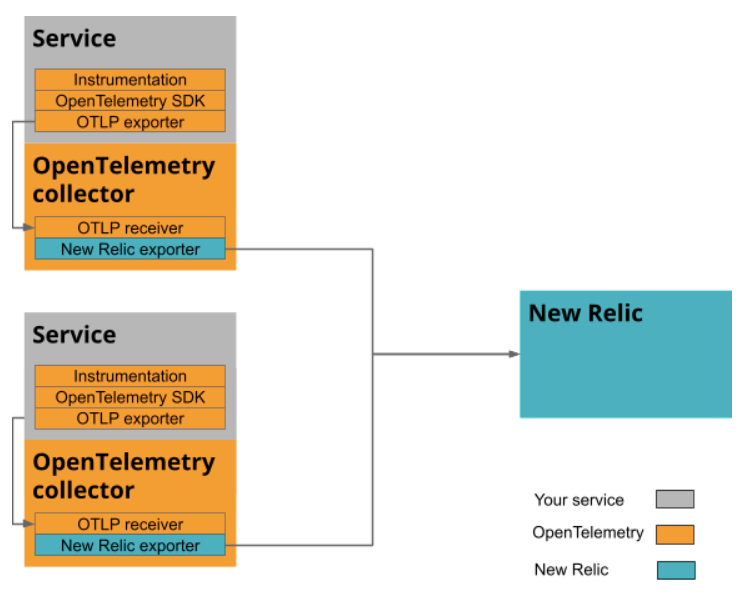 Service
Instrumentation
OpenTelemetry SDK
OTLP exporter
OpenTelemetry
collector
OTLP receiver
New Relic exporter
Service
Instrumentation
OpenTelemetry SDK
OTLP exporter
OpenTelemetry
collector
OTLP receiver
New Relic exporter
New Relic
Your service
OpenTelemetry
New Relic